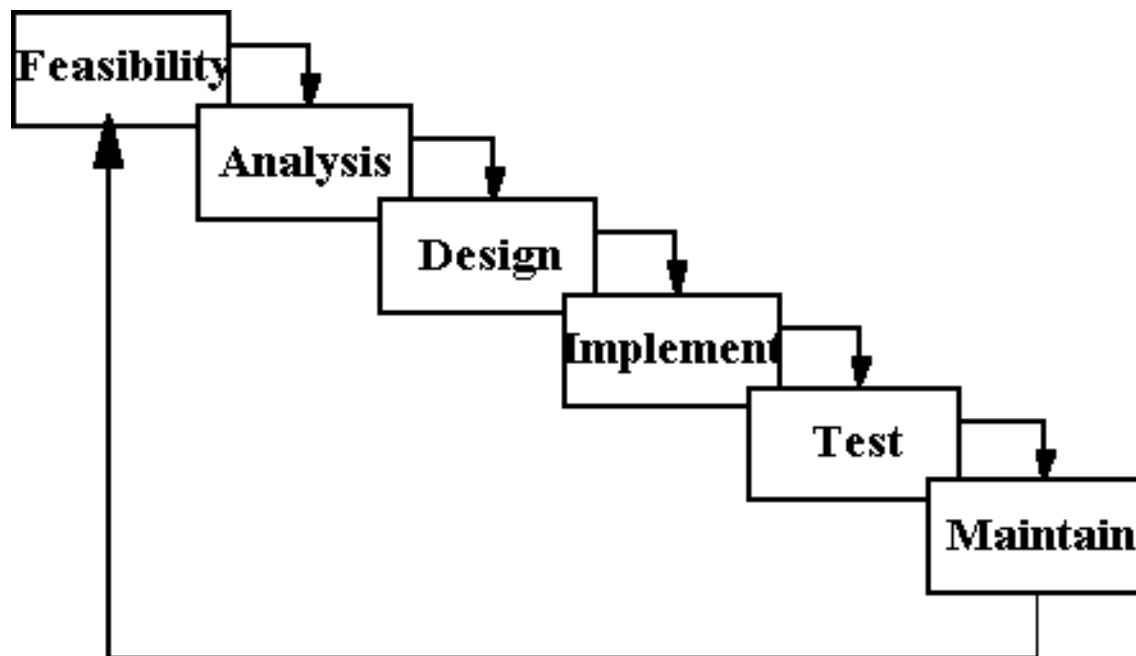 Feasibility
Analysis
Design
Implement
Test
Maintain